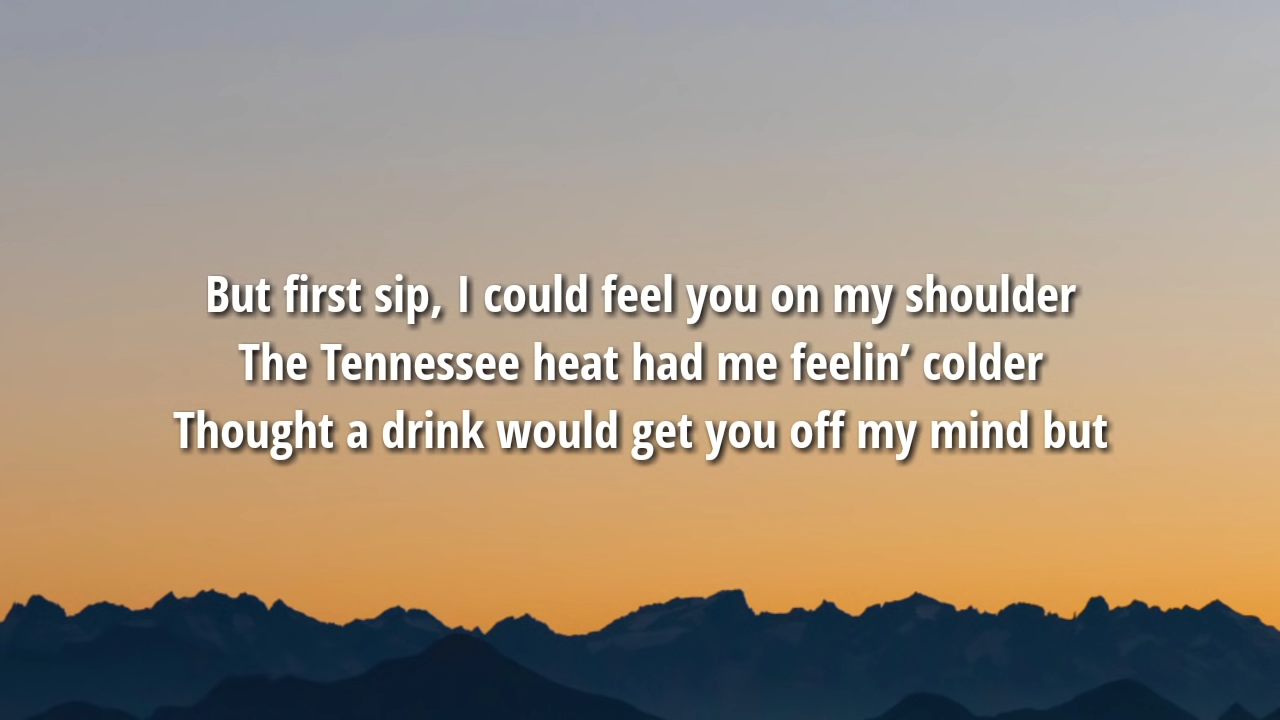 But first sip, I could feel you on my shoulder
The Tennessee heat had me feelin’ colder
Thought a drink would get you off my mind but